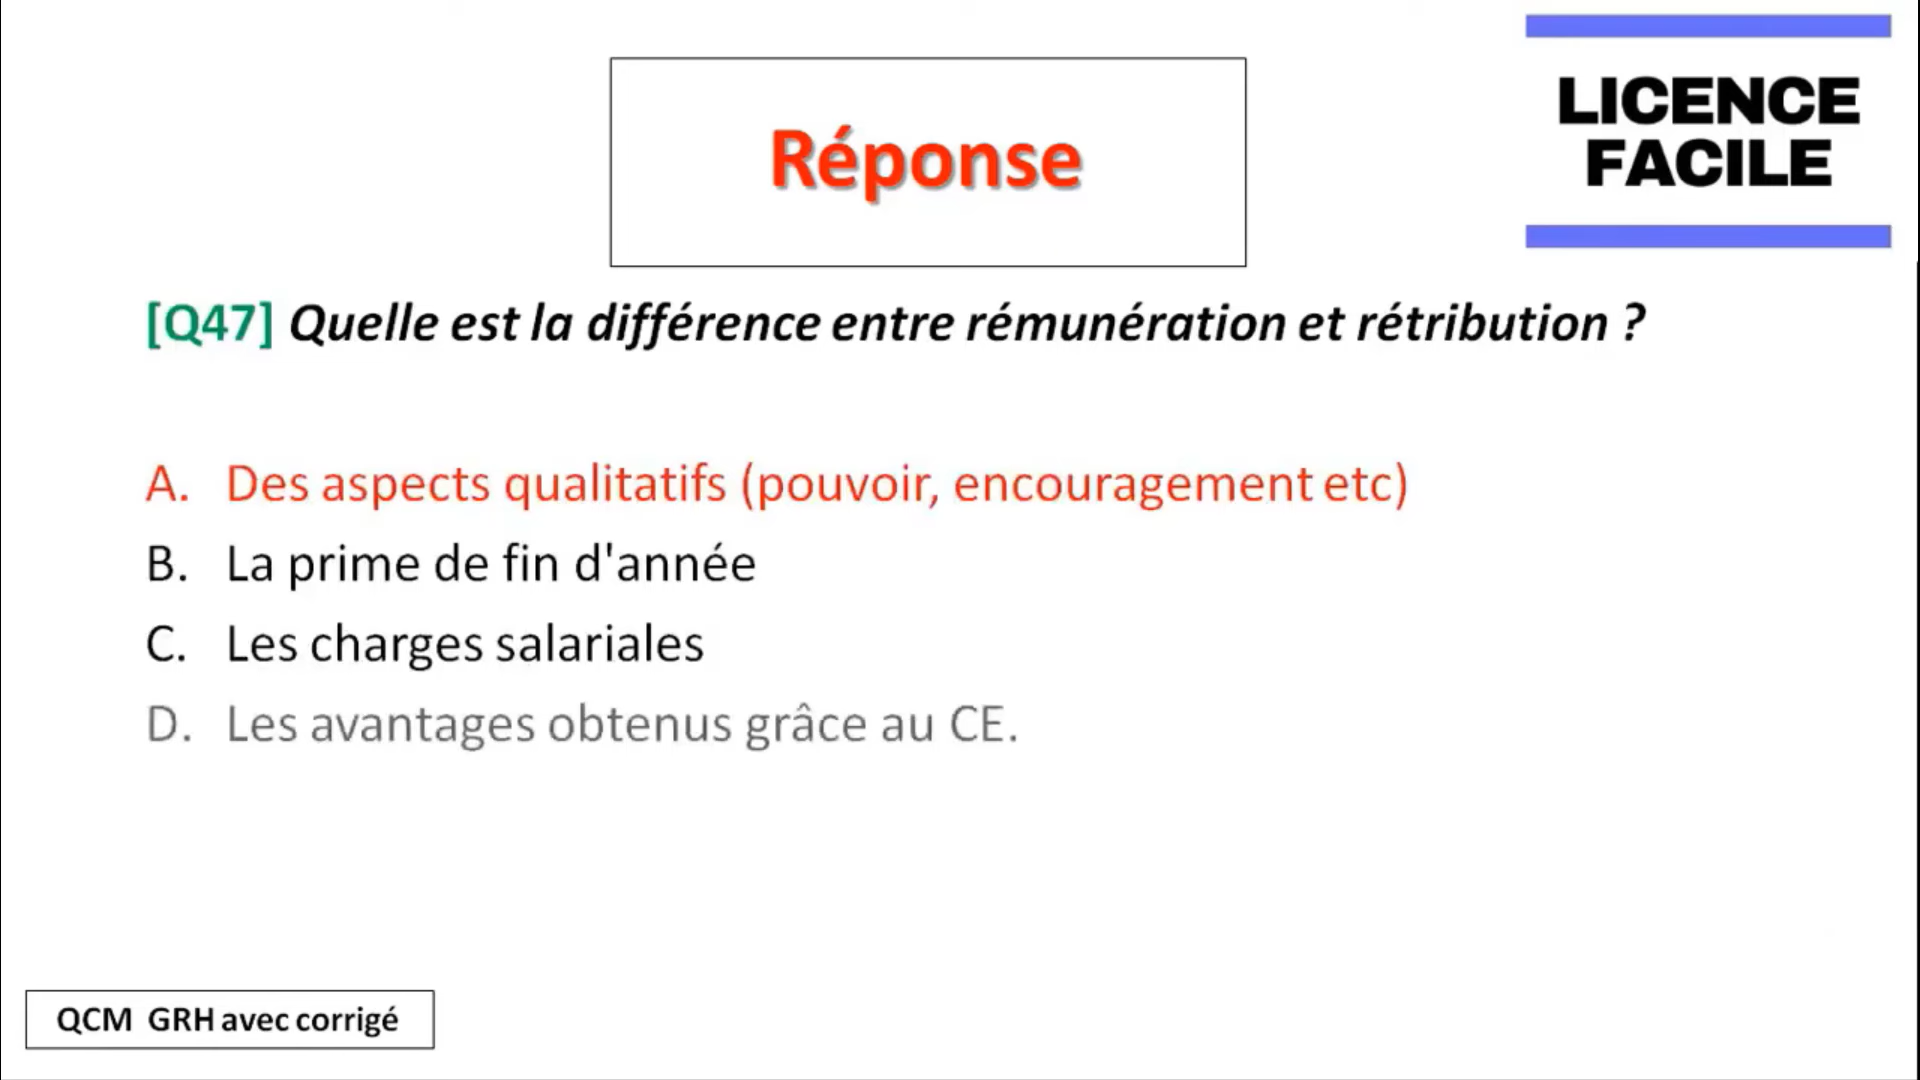 Réponse
LICENCE
FACILE
[Q47] Quelle est la différence entre rémunération et rétribution ?
A. Des aspects qualitatifs (pouvoir, encouragement etc)
B. La prime de fin d'année
C. Les charges salariales
D. Les avantages obtenus grâce au CE.
QCM GRH avec corrigé